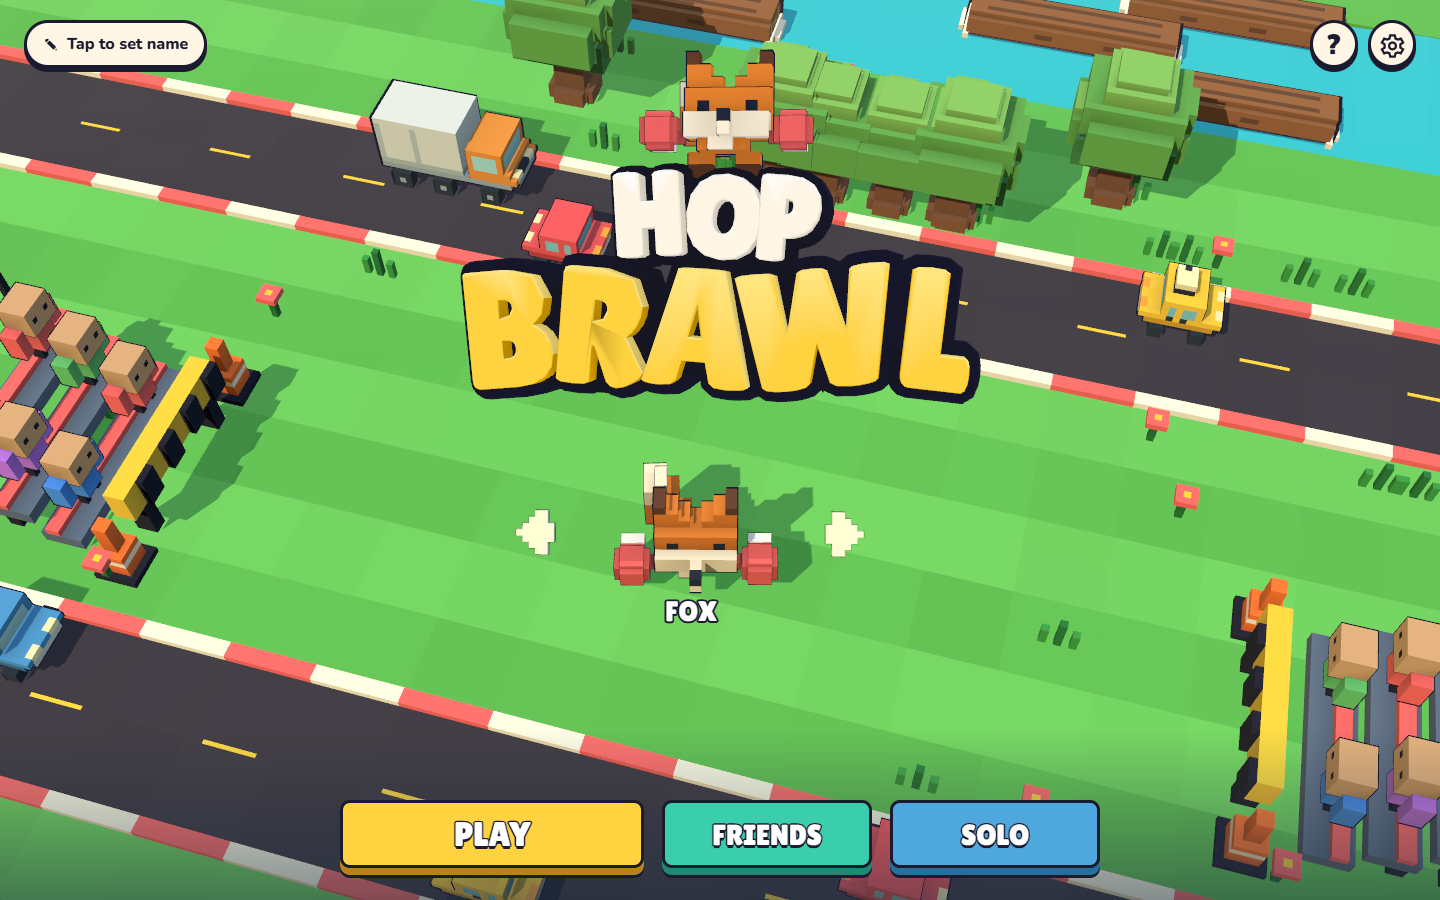 Tap to set name
?
HOP
BRAWL
FOX
PLAY
FRIENDS
SOLO